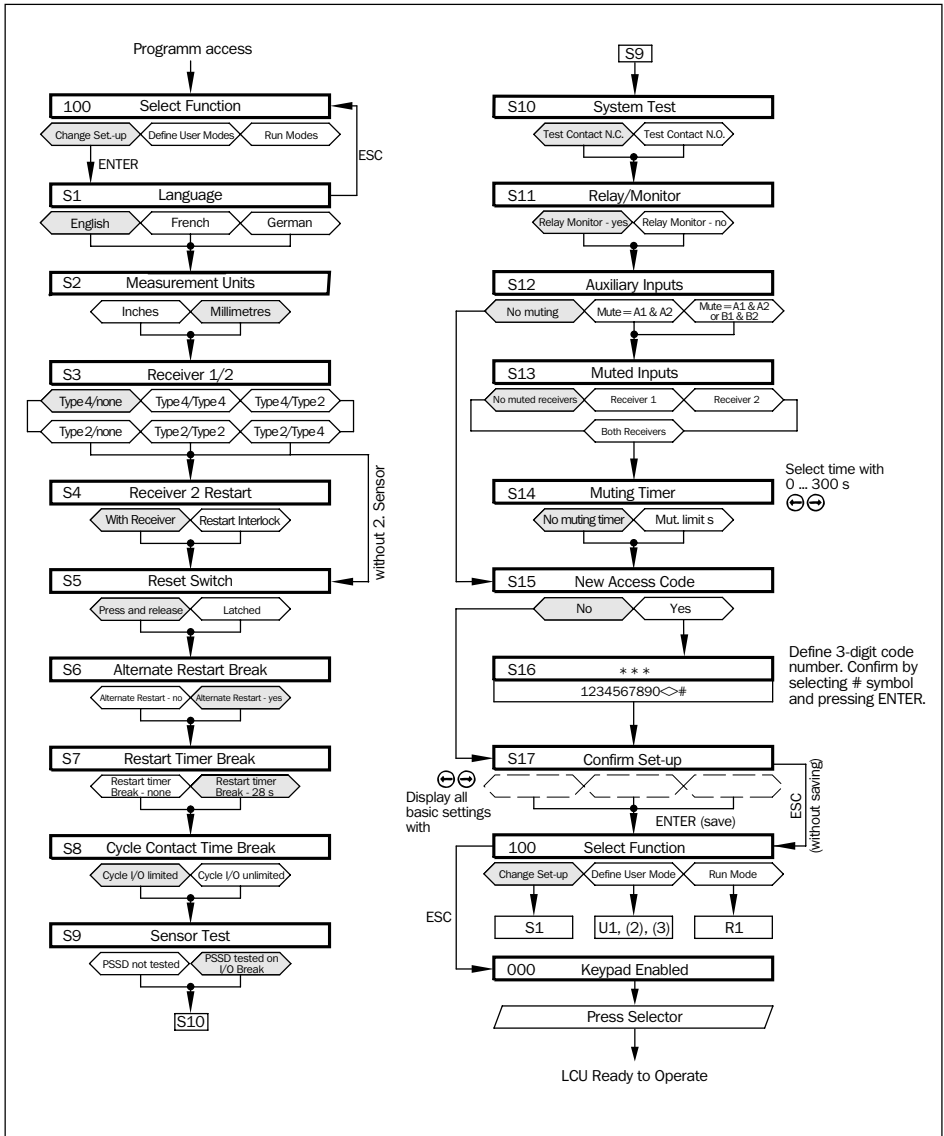 Programm access
100 Select Function
Change Set.-up Define User Modes Run Modes
ENTER
ESC
S1 Language
English French German
S2 Measurement Units
Inches Millimetres
S3 Receiver 1/2
Type 4/none Type 4/Type 4 Type 4/Type 2
Type 2/none Type 2/Type 2 Type 2/Type 4
without 2. Sensor
S4 Receiver 2 Restart
With Receiver Restart Interlock
S5 Reset Switch
Press and release Latched
S6 Alternate Restart Break
Alternate Restart - no Alternate Restart - yes
S7 Restart Timer Break
Restart timer
Break - none
Restart timer
Break - 28 s
S8 Cycle Contact Time Break
Cycle I/O limited Cycle I/O unlimited
S9 Sensor Test
PSSD not tested
PSSD tested on
I/O Break
S10
S9
S10 System Test
Test Contact N.C. Test Contact N.O.
S11 Relay/Monitor
Relay Monitor - yes Relay Monitor - no
S12 Auxiliary Inputs
No muting Mute = A1 & A2
Mute = A1 & A2
or B1 & B2
S13 Muted Inputs
No muted receivers Receiver 1 Receiver 2
Both Receivers
S14 Muting Timer
Select time with
0 ... 300 s
No muting timer Mut. limit s
S15 New Access Code
No Yes
S16 * * *
1234567890<>#
Define 3-digit code
number. Confirm by
selecting # symbol
and pressing ENTER.
S17 Confirm Set-up
Display all
basic settings
with
ENTER (save)
ESC
(without saving)
100 Select Function
Change Set-up Define User Mode Run Mode
ESC
S1 U1, (2), (3) R1
000 Keypad Enabled
Press Selector
LCU Ready to Operate